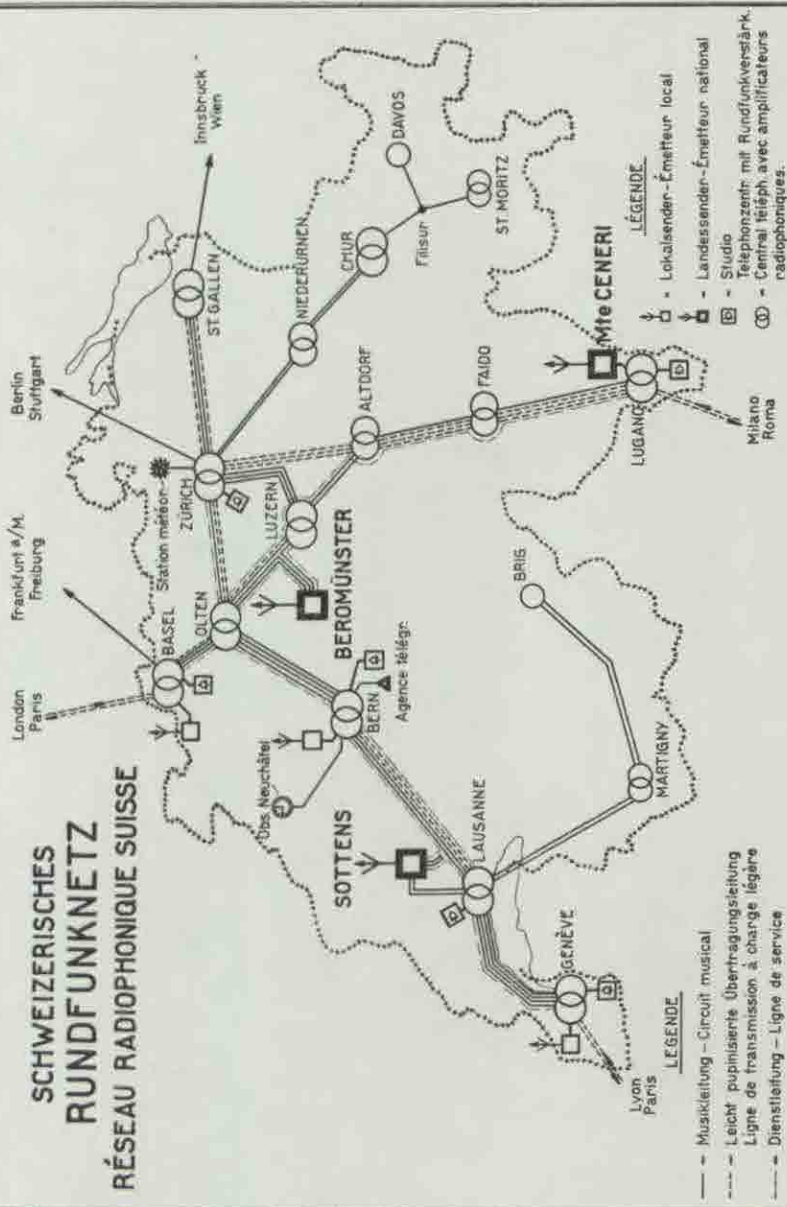 SCHWEIZERISCHES
RUNDFUNKNETZ
RÉSEAU RADIOPHONIQUE SUISSE
London
Paris
Frankfurt a/M.
Freiburg
Berlin
Stuttgart
Innsbruck -
Wien
BASEL
OLTEN
Station météor.
ZÜRICH
ST GALLEN
NIEDERURNEN
CHUR
DAVOS
Filisur
ST. MORITZ
LUZERN
ALTDORF
FAIDO
BEROMÜNSTER
Obs. Neuchâtel
BERN
Agence télégr.
SOTTENS
LAUSANNE
GENÈVE
Lyon
Paris
MARTIGNY
BRIG
Mte CENERI
LUGANO
Milano
Roma
LEGENDE
— = Musikleitung – Circuit musical
---- = Leicht pupinisierte Übertragungsleitung
Ligne de transmission à charge légère
---- = Dienstleitung – Ligne de service
LÉGENDE
= Lokalsender-Émetteur local
= Landessender-Émetteur national
= Studio
Telephonzentr. mit Rundfunkverstärk.
= Central téléph. avec amplificateurs
radiophoniques.